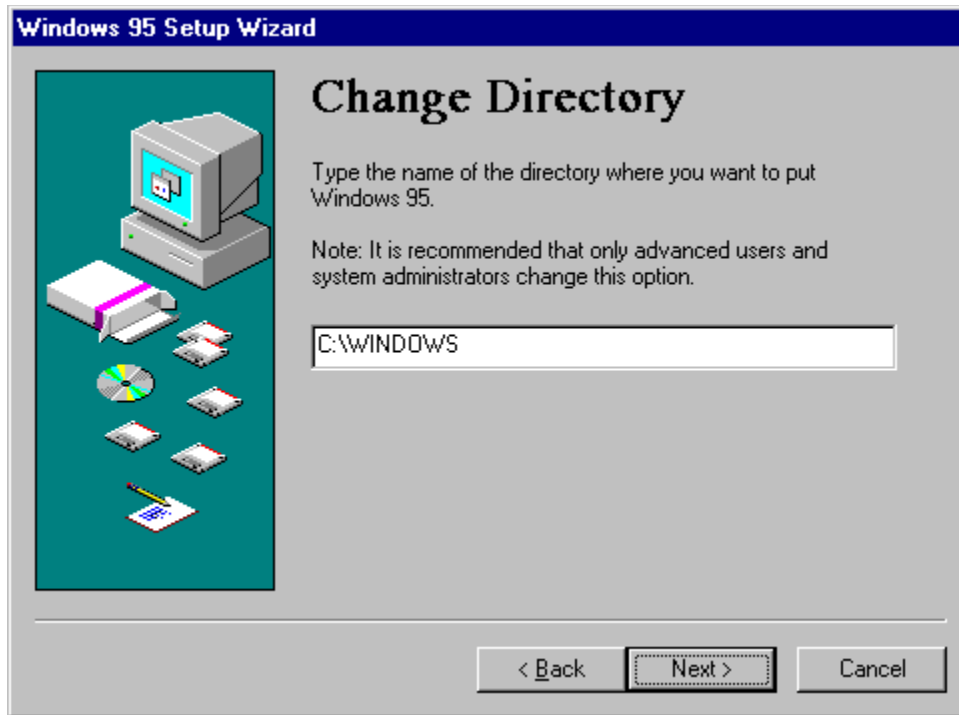 Windows 95 Setup Wizard
Change Directory
Type the name of the directory where you want to put
Windows 95.
Note: It is recommended that only advanced users and
system administrators change this option.
C:\WINDOWS
< Back
Next >
Cancel